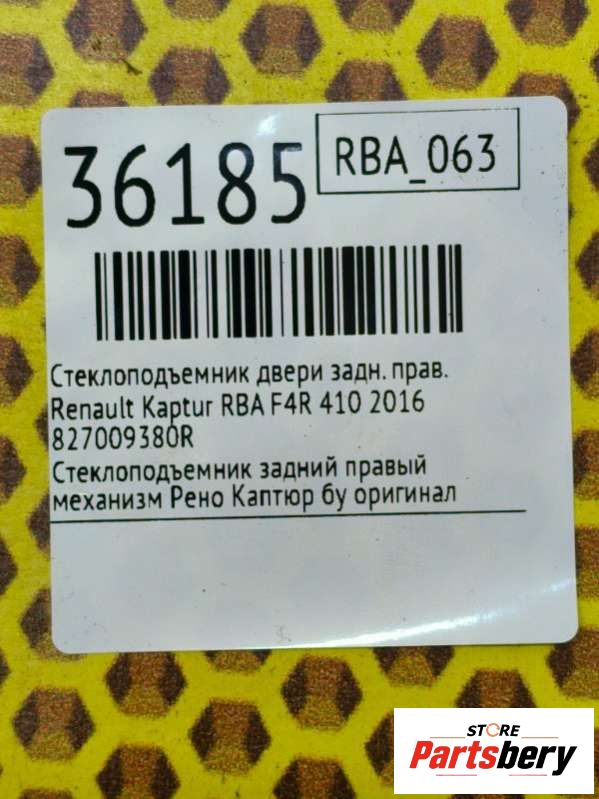 36185
RBA_063
Стеклоподъемник двери задн. прав.
Renault Kaptur RBA F4R 410 2016
827009380R
Стеклоподъемник задний правый
механизм Рено Каптюр бу оригинал
STORE
Partsbery